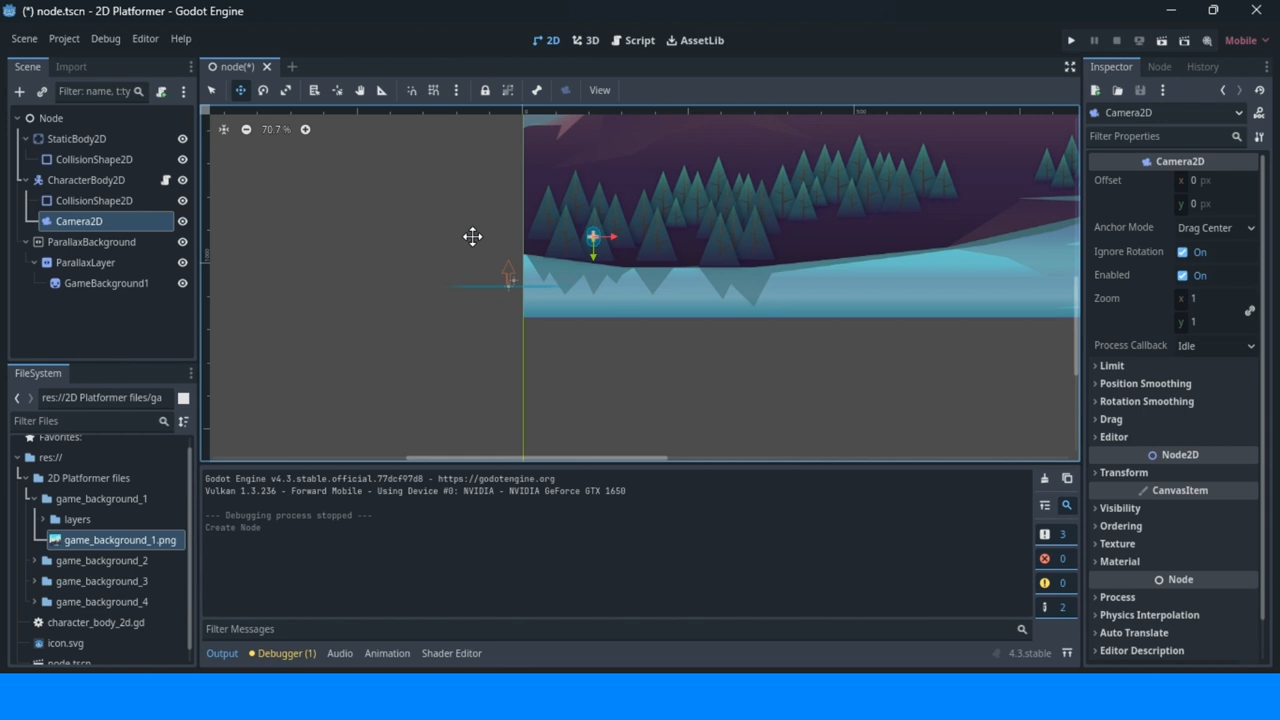 (*) node.tscn - 2D Platformer - Godot Engine
Scene Project Debug Editor Help
2D 3D Script AssetLib
Mobile
Scene Import
node(*)
Inspector Node History
Filter: name, t:ty
View
Node
StaticBody2D
CollisionShape2D
CharacterBody2D
CollisionShape2D
Camera2D
ParallaxBackground
ParallaxLayer
GameBackground1
70.7 %
0
500
Camera2D
Filter Properties
Camera2D
Offset x 0 px
y 0 px
Anchor Mode Drag Center
Ignore Rotation On
Enabled On
Zoom x 1
y 1
Process Callback Idle
Limit
Position Smoothing
Rotation Smoothing
Drag
Editor
Node2D
Transform
CanvasItem
Visibility
Ordering
Texture
Material
Node
Process
Physics Interpolation
Auto Translate
Editor Description
FileSystem
res://2D Platformer files/ga
Filter Files
Favorites:
res://
2D Platformer files
game_background_1
layers
game_background_1.png
game_background_2
game_background_3
game_background_4
character_body_2d.gd
icon.svg
node.tscn
Godot Engine v4.3.stable.official.77dcf97d8 - https://godotengine.org
Vulkan 1.3.236 - Forward Mobile - Using Device #0: NVIDIA - NVIDIA GeForce GTX 1650
--- Debugging process stopped ---
Create Node
3
0
0
2
Filter Messages
Output Debugger (1) Audio Animation Shader Editor
4.3.stable